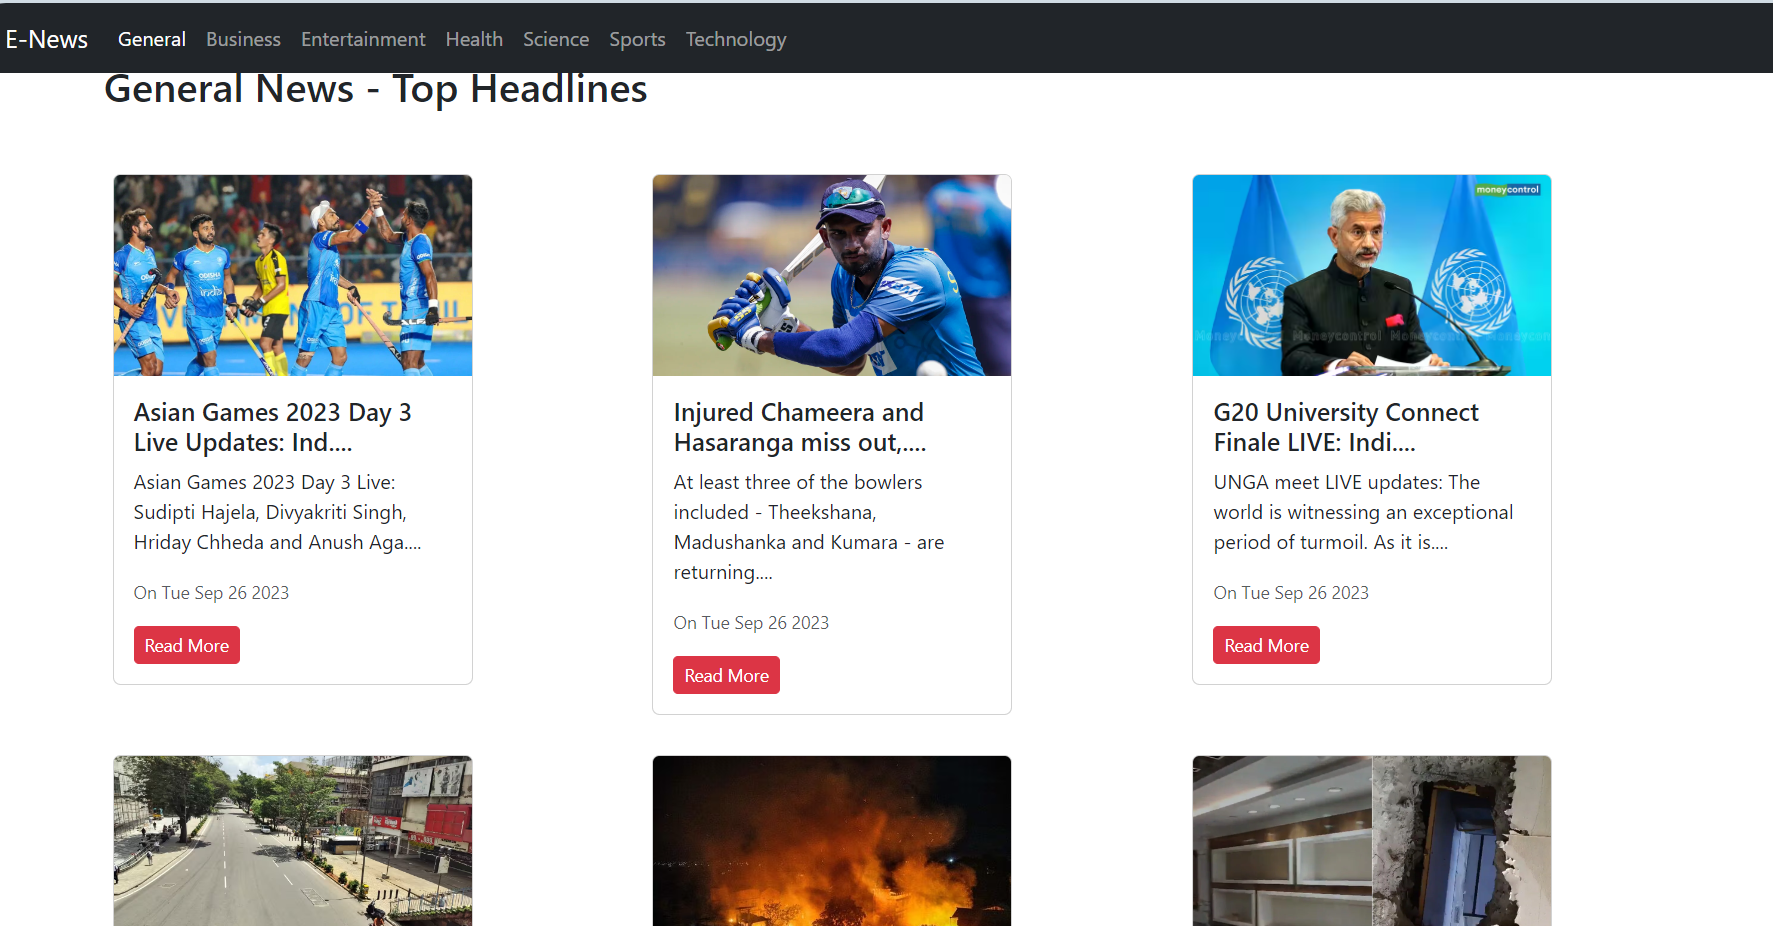 E-News General Business Entertainment Health Science Sports Technology
General News - Top Headlines
moneycontrol
Moneycontrol Moneycontrol
ODISHA
ODISHA
india
Asian Games 2023 Day 3
Live Updates: Ind....
Asian Games 2023 Day 3 Live:
Sudipti Hajela, Divyakriti Singh,
Hriday Chheda and Anush Aga....
On Tue Sep 26 2023
Read More
Injured Chameera and
Hasaranga miss out,....
At least three of the bowlers
included - Theekshana,
Madushanka and Kumara - are
returning....
On Tue Sep 26 2023
Read More
G20 University Connect
Finale LIVE: Indi....
UNGA meet LIVE updates: The
world is witnessing an exceptional
period of turmoil. As it is....
On Tue Sep 26 2023
Read More